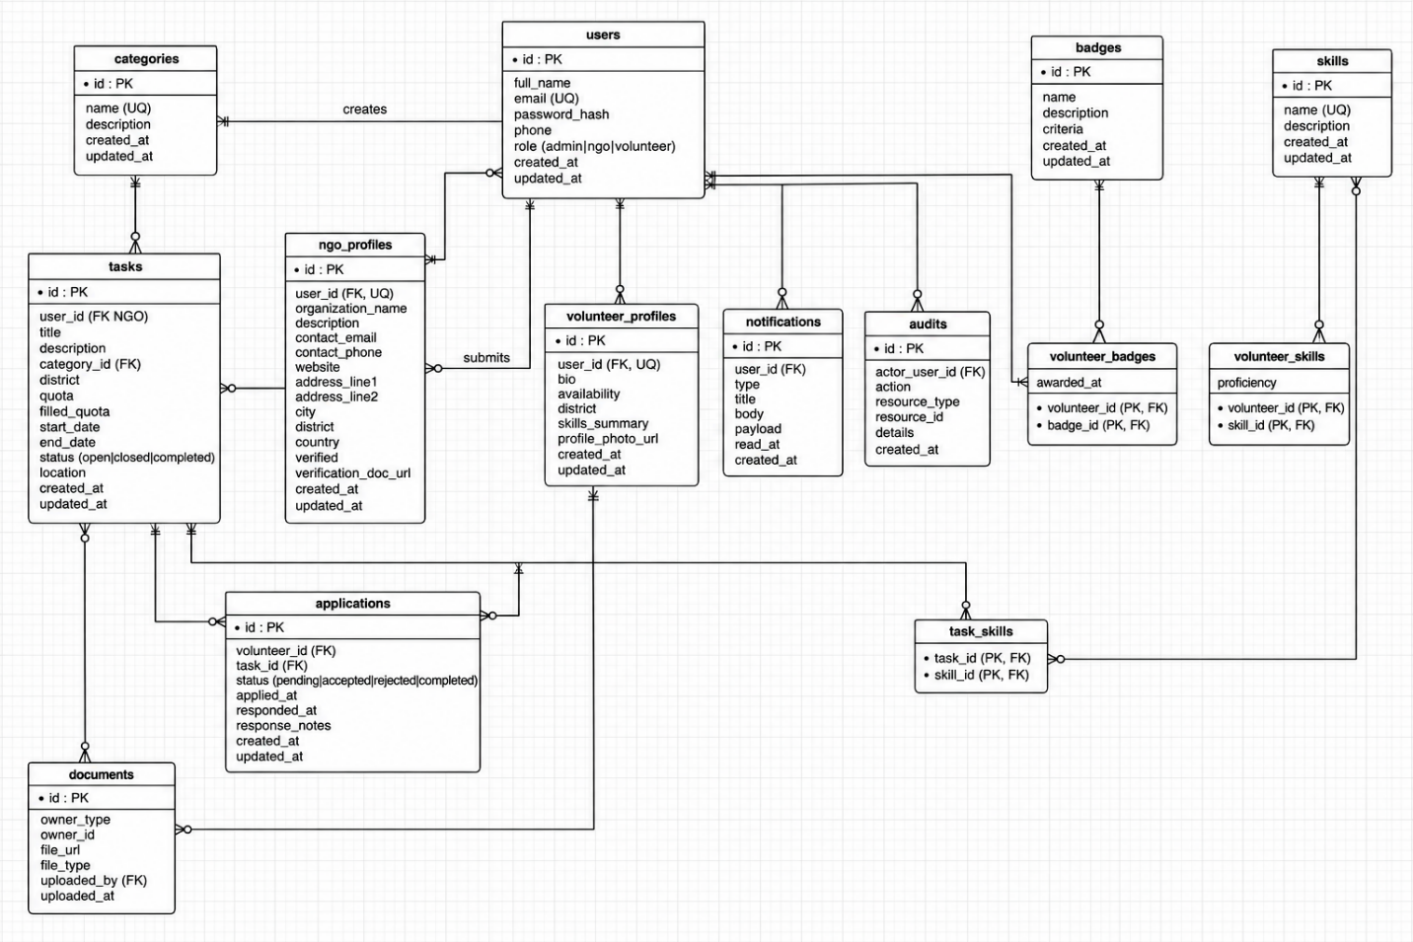 categories
• id : PK
name (UQ)
description
created_at
updated_at
creates
users
• id : PK
full_name
email (UQ)
password_hash
phone
role (admin|ngo|volunteer)
created_at
updated_at
badges
• id : PK
name
description
criteria
created_at
updated_at
skills
• id : PK
name (UQ)
description
created_at
updated_at
tasks
• id : PK
user_id (FK NGO)
title
description
category_id (FK)
district
quota
filled_quota
start_date
end_date
status (open|closed|completed)
location
created_at
updated_at
ngo_profiles
• id : PK
user_id (FK, UQ)
organization_name
description
contact_email
contact_phone
website
address_line1
address_line2
city
district
country
verified
verification_doc_url
created_at
updated_at
submits
volunteer_profiles
• id : PK
user_id (FK, UQ)
bio
availability
district
skills_summary
profile_photo_url
created_at
updated_at
notifications
• id : PK
user_id (FK)
type
title
body
payload
read_at
created_at
audits
• id : PK
actor_user_id (FK)
action
resource_type
resource_id
details
created_at
volunteer_badges
awarded_at
• volunteer_id (PK, FK)
• badge_id (PK, FK)
volunteer_skills
proficiency
• volunteer_id (PK, FK)
• skill_id (PK, FK)
applications
• id : PK
volunteer_id (FK)
task_id (FK)
status (pending|accepted|rejected|completed)
applied_at
responded_at
response_notes
created_at
updated_at
task_skills
• task_id (PK, FK)
• skill_id (PK, FK)
documents
• id : PK
owner_type
owner_id
file_url
file_type
uploaded_by (FK)
uploaded_at